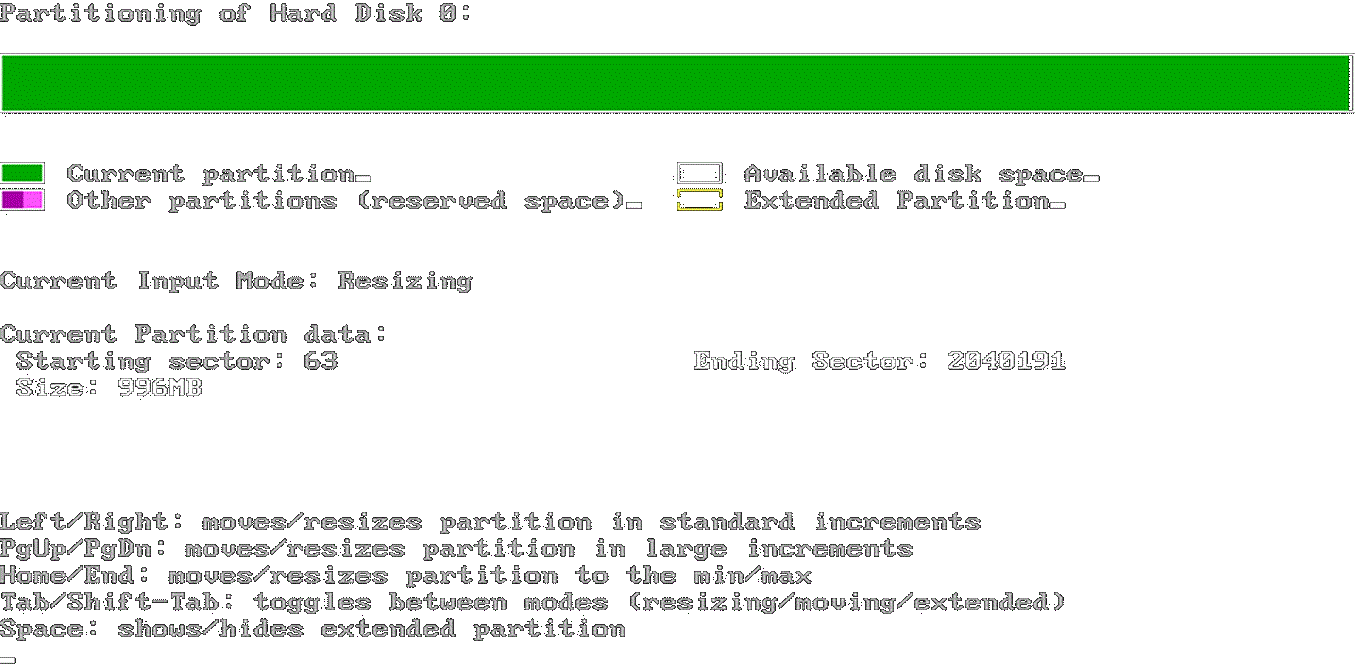 Partitioning of Hard Disk 0:
Current partition
Available disk space
Other partitions (reserved space)
Extended Partition
Current Input Mode: Resizing
Current Partition data:
Starting sector: 63
Ending Sector: 2040191
Size: 996MB
Left/Right: moves/resizes partition in standard increments
PgUp/PgDn: moves/resizes partition in large increments
Home/End: moves/resizes partition to the min/max
Tab/Shift-Tab: toggles between modes (resizing/moving/extended)
Space: shows/hides extended partition